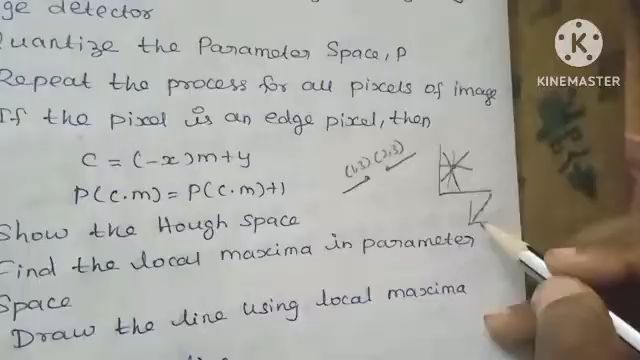 ge detector
Quantize the Parameter Space, P
Repeat the process for all pixels of image
If the pixel is an edge pixel, then
C = (-x)m+y
P(c.m) = P(c.m)+1
Show the Hough space
Find the local maxima in parameter
Space
Draw the line using local maxima
K
KINEMASTER